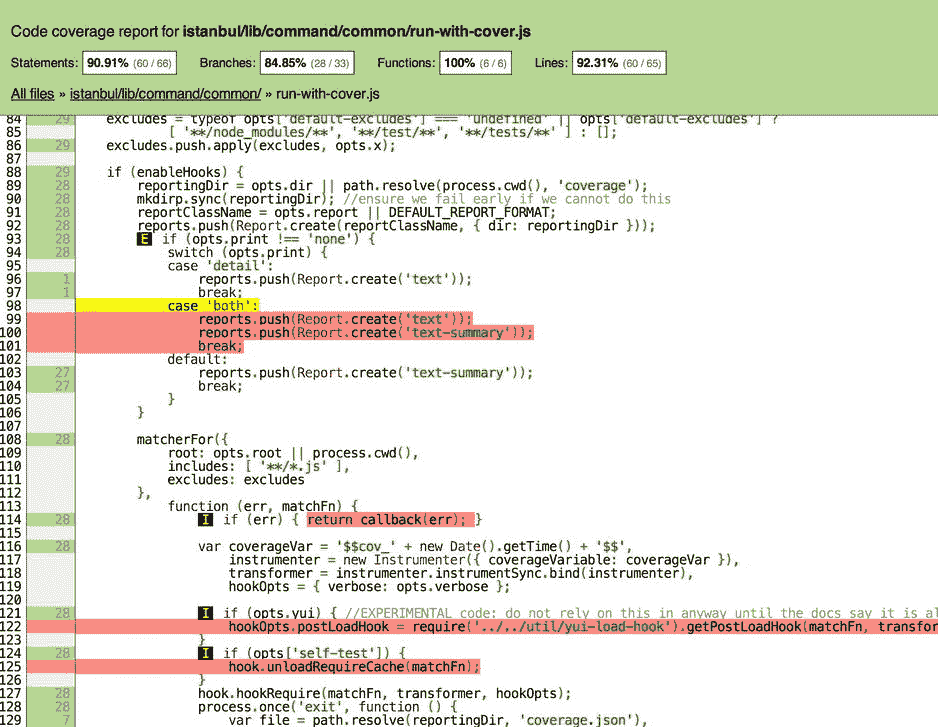 Code coverage report for istanbul/lib/command/common/run-with-cover.js
Statements: 90.91% (60 / 66) Branches: 84.85% (28 / 33) Functions: 100% (6 / 6) Lines: 92.31% (60 / 65)
All files » istanbul/lib/command/common/ » run-with-cover.js
84 29 excludes = typeof opts['default-excludes'] === 'undefined' || opts['default-excludes'] ?
85 [ '**/node_modules/**', '**/test/**', '**/tests/**' ] : [];
86 29 excludes.push.apply(excludes, opts.x);
87
88 29 if (enableHooks) {
89 28 reportingDir = opts.dir || path.resolve(process.cwd(), 'coverage');
90 28 mkdirp.sync(reportingDir); //ensure we fail early if we cannot do this
91 28 reportClassName = opts.report || DEFAULT_REPORT_FORMAT;
92 28 reports.push(Report.create(reportClassName, { dir: reportingDir }));
93 28 E if (opts.print !== 'none') {
94 28 switch (opts.print) {
95 case 'detail':
96 1 reports.push(Report.create('text'));
97 1 break;
98 case 'both':
99 reports.push(Report.create('text'));
100 reports.push(Report.create('text-summary'));
101 break;
102 default:
103 27 reports.push(Report.create('text-summary'));
104 27 break;
105 }
106 }
107
108 28 matcherFor({
109 root: opts.root || process.cwd(),
110 includes: [ '**/*.js' ],
111 excludes: excludes
112 },
113 function (err, matchFn) {
114 28 I if (err) { return callback(err); }
115
116 28 var coverageVar = '$$cov_' + new Date().getTime() + '$$',
117 instrumenter = new Instrumenter({ coverageVariable: coverageVar }),
118 transformer = instrumenter.instrumentSync.bind(instrumenter),
119 hookOpts = { verbose: opts.verbose };
120
121 28 I if (opts.yui) { //EXPERIMENTAL code: do not rely on this in anyway until the docs say it is al
122 hookOpts.postLoadHook = require('../../util/yui-load-hook').getPostLoadHook(matchFn, transfor
123 }
124 28 I if (opts['self-test']) {
125 hook.unloadRequireCache(matchFn);
126 }
127 28 hook.hookRequire(matchFn, transformer, hookOpts);
128 28 process.once('exit', function () {
129 7 var file = path.resolve(reportingDir, 'coverage.json'),